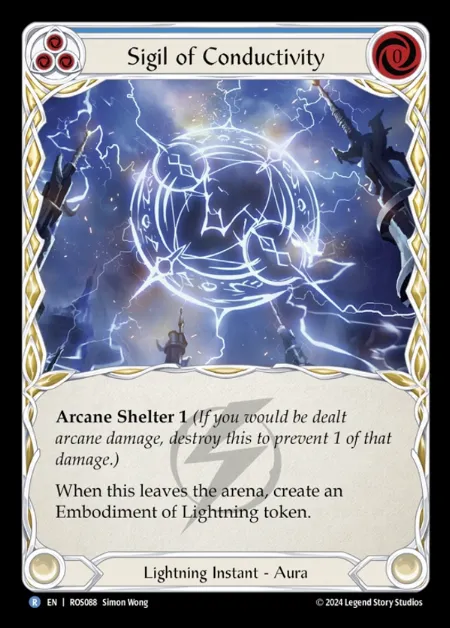 Sigil of Conductivity
0
Arcane Shelter 1 (If you would be dealt
arcane damage, destroy this to prevent 1 of that
damage.)
When this leaves the arena, create an
Embodiment of Lightning token.
Lightning Instant - Aura
R EN | ROS088 Simon Wong
© 2024 Legend Story Studios